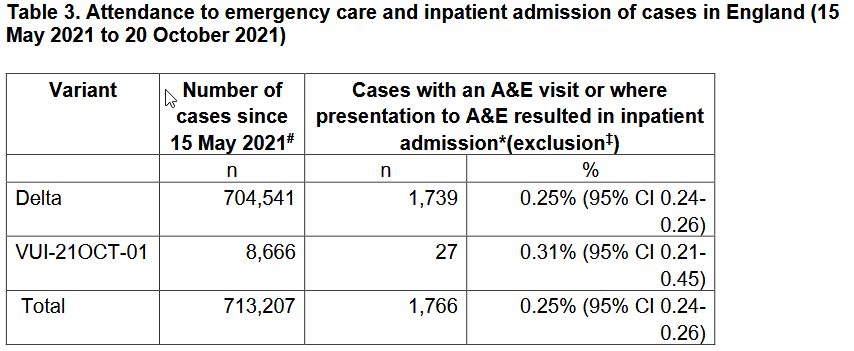 Table 3. Attendance to emergency care and inpatient admission of cases in England (15
May 2021 to 20 October 2021)
Variant
Number of
cases since
15 May 2021#
Cases with an A&E visit or where
presentation to A&E resulted in inpatient
admission*(exclusion‡)
n
n
%
Delta
704,541
1,739
0.25% (95% CI 0.24-
0.26)
VUI-21OCT-01
8,666
27
0.31% (95% CI 0.21-
0.45)
Total
713,207
1,766
0.25% (95% CI 0.24-
0.26)